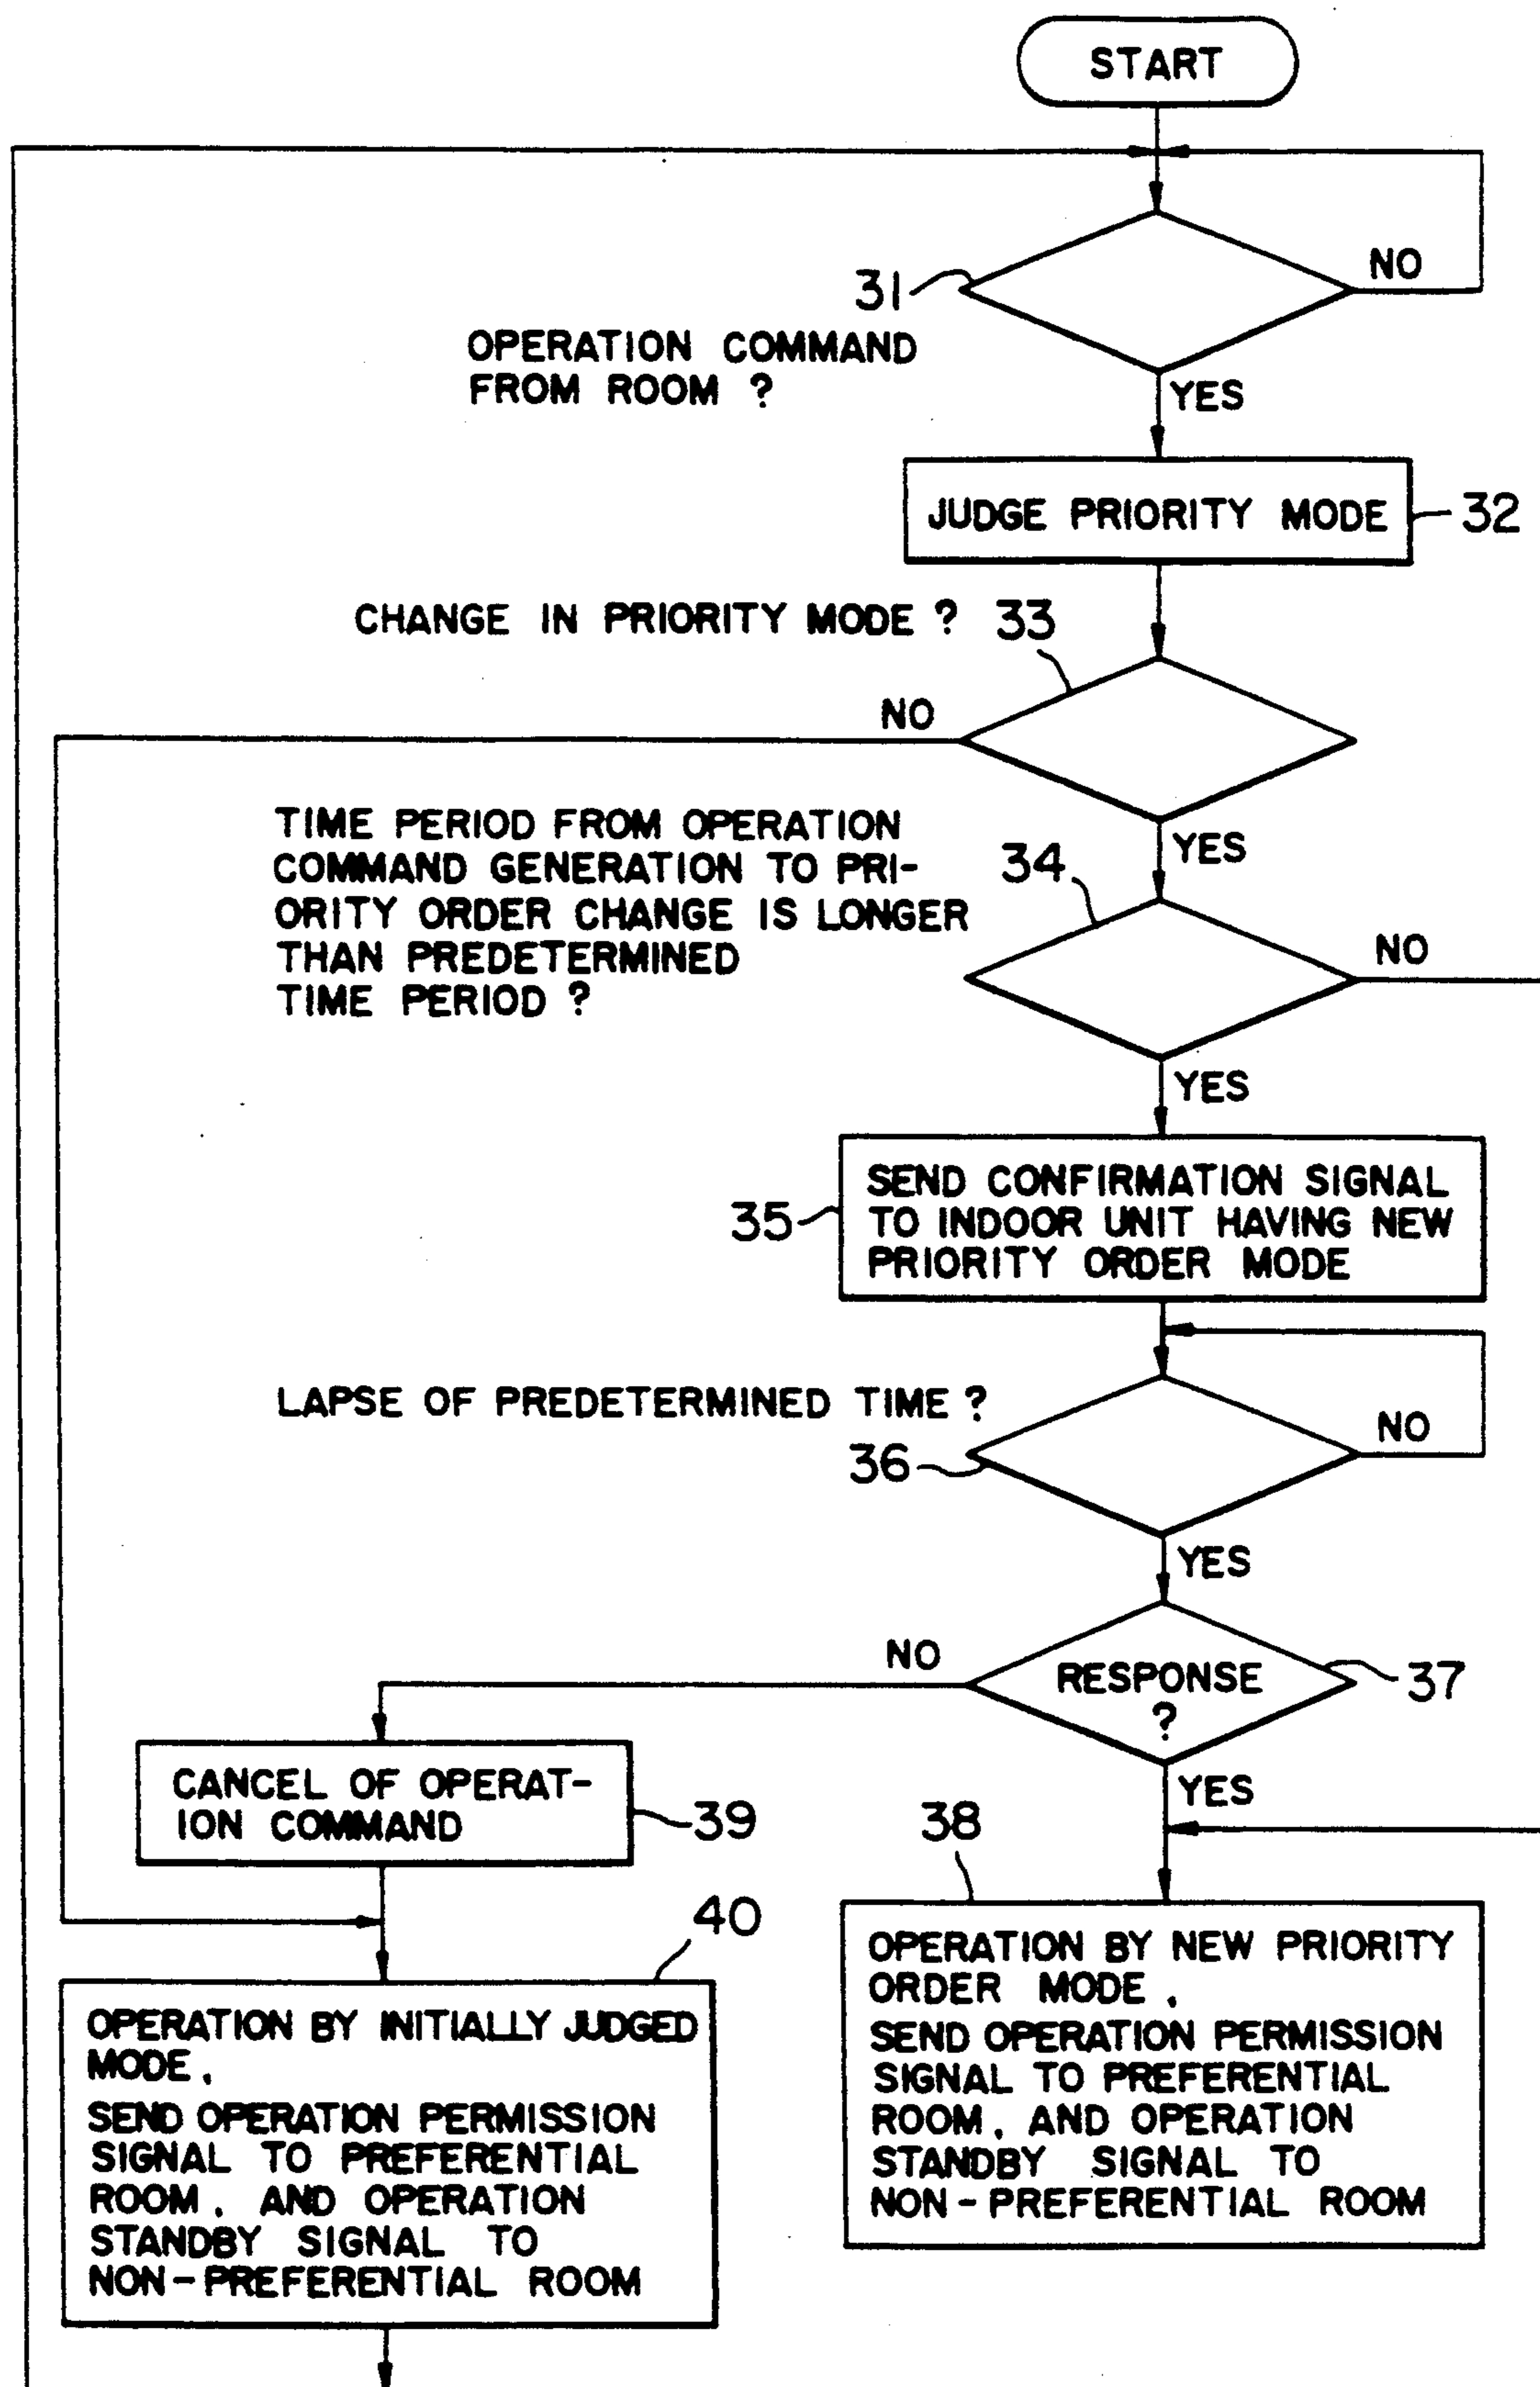 START
31
NO
OPERATION COMMAND
FROM ROOM ?
YES
JUDGE PRIORITY MODE
32
CHANGE IN PRIORITY MODE ?
33
NO
TIME PERIOD FROM OPERATION
COMMAND GENERATION TO PRI-
ORITY ORDER CHANGE IS LONGER
THAN PREDETERMINED
TIME PERIOD ?
YES
34
NO
YES
SEND CONFIRMATION SIGNAL
TO INDOOR UNIT HAVING NEW
PRIORITY ORDER MODE
35
LAPSE OF PREDETERMINED TIME ?
36
NO
YES
NO
RESPONSE
?
37
CANCEL OF OPERAT-
ION COMMAND
39
YES
38
40
OPERATION BY INITIALLY JUDGED
MODE.
SEND OPERATION PERMISSION
SIGNAL TO PREFERENTIAL
ROOM. AND OPERATION
STANDBY SIGNAL TO
NON-PREFERENTIAL ROOM
OPERATION BY NEW PRIORITY
ORDER MODE.
SEND OPERATION PERMISSION
SIGNAL TO PREFERENTIAL
ROOM. AND OPERATION
STANDBY SIGNAL TO
NON-PREFERENTIAL ROOM